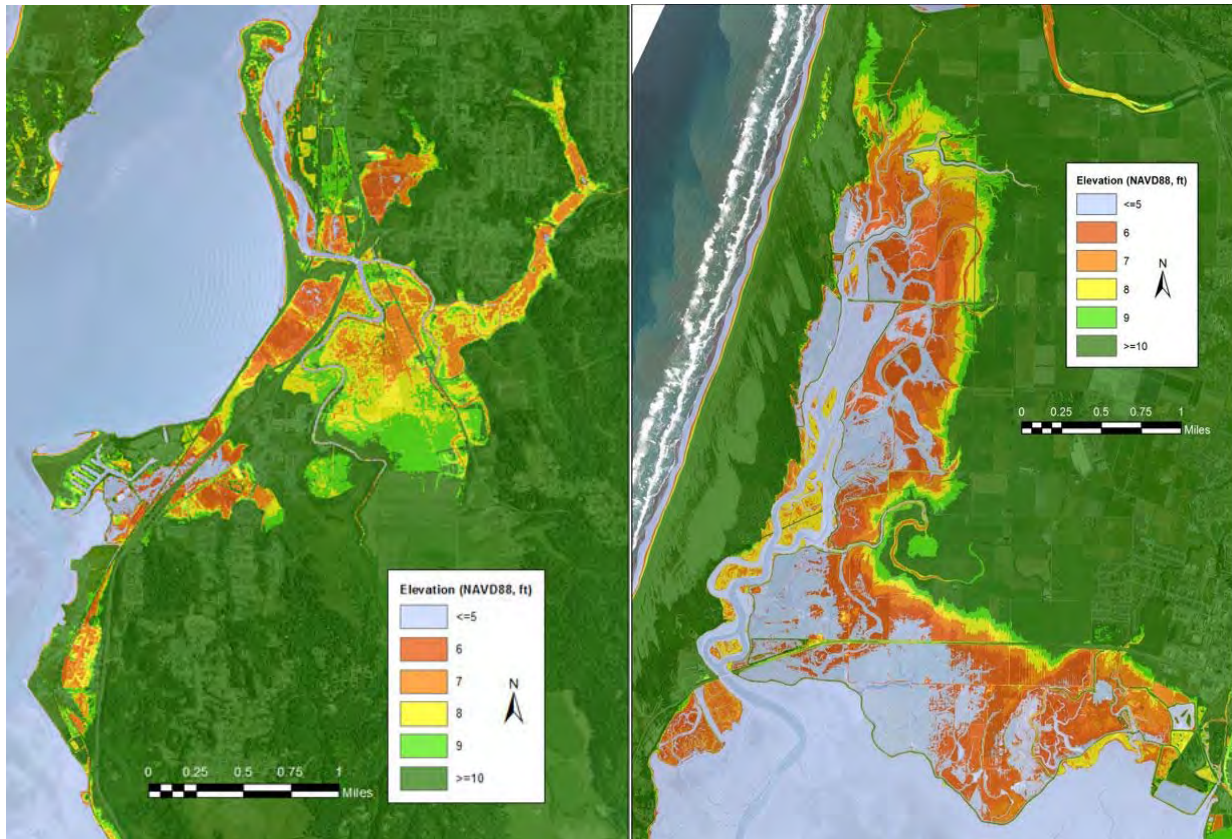 Elevation (NAVD88, ft)
<=5
6
7
8
9
>=10
N
0 0.25 0.5 0.75 1
Miles
Elevation (NAVD88, ft)
<=5
6
7
8
9
>=10
N
0 0.25 0.5 0.75 1
Miles